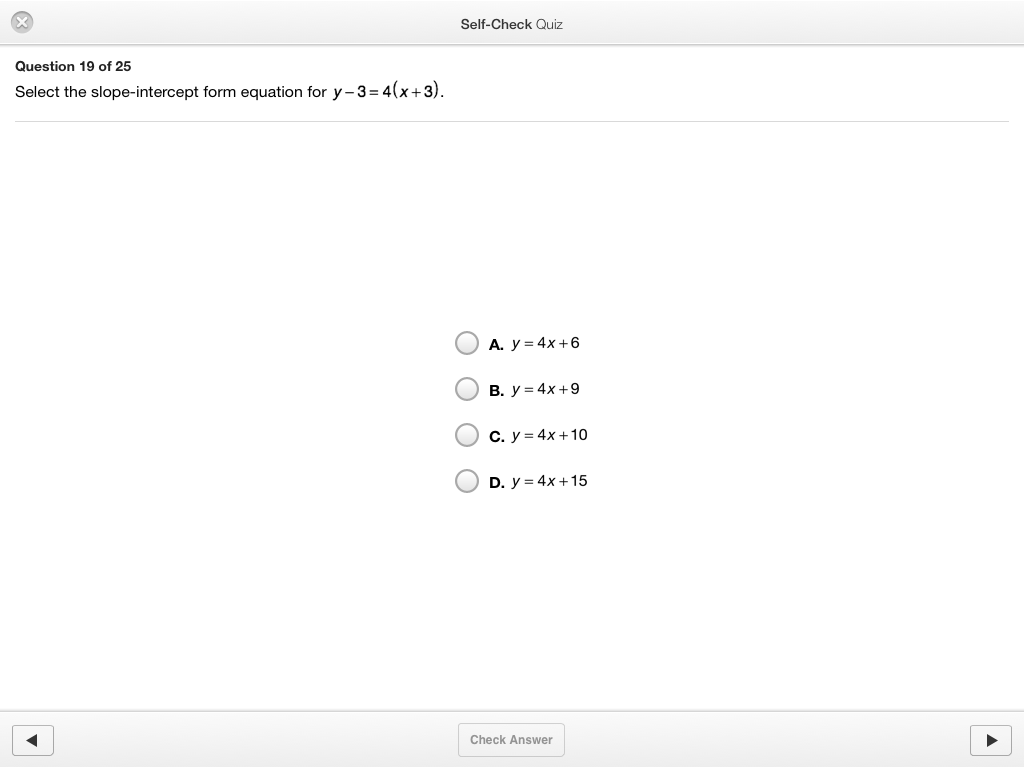 Self-Check Quiz
Question 19 of 25
Select the slope-intercept form equation for y – 3 = 4(x + 3).
A. y = 4x + 6
B. y = 4x + 9
C. y = 4x + 10
D. y = 4x + 15
Check Answer